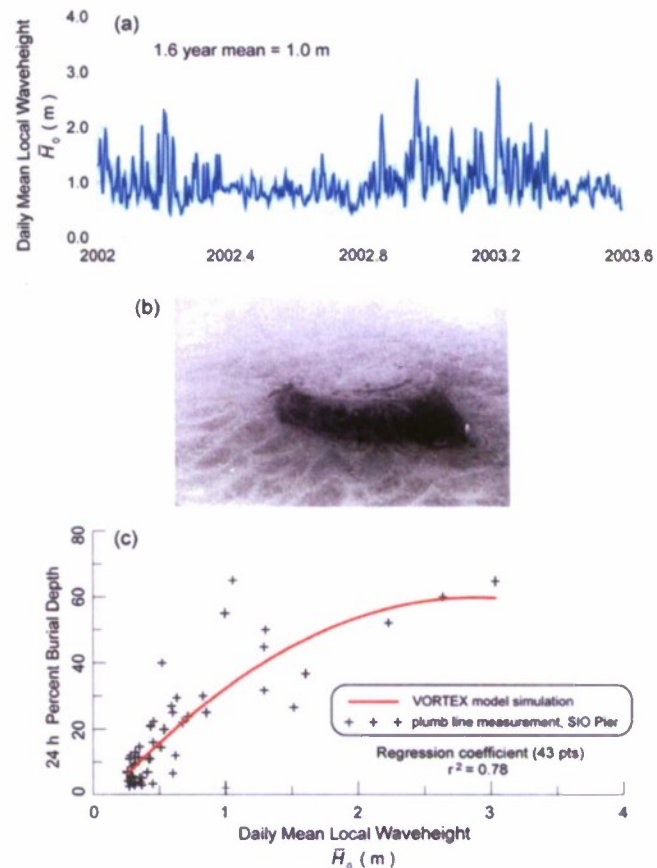 (a)
1.6 year mean = 1.0 m
Daily Mean Local Waveheight
H̅₀ ( m )
4.0
3.0
2.0
1.0
0.0
2002
2002.4
2002.8
2003.2
2003.6
(b)
(c)
24 h Percent Burial Depth
80
60
40
20
0
VORTEX model simulation
+ + + plumb line measurement, SIO Pier
Regression coefficient (43 pts)
r² = 0.78
0
1
2
3
4
Daily Mean Local Waveheight
H̅₀ ( m )